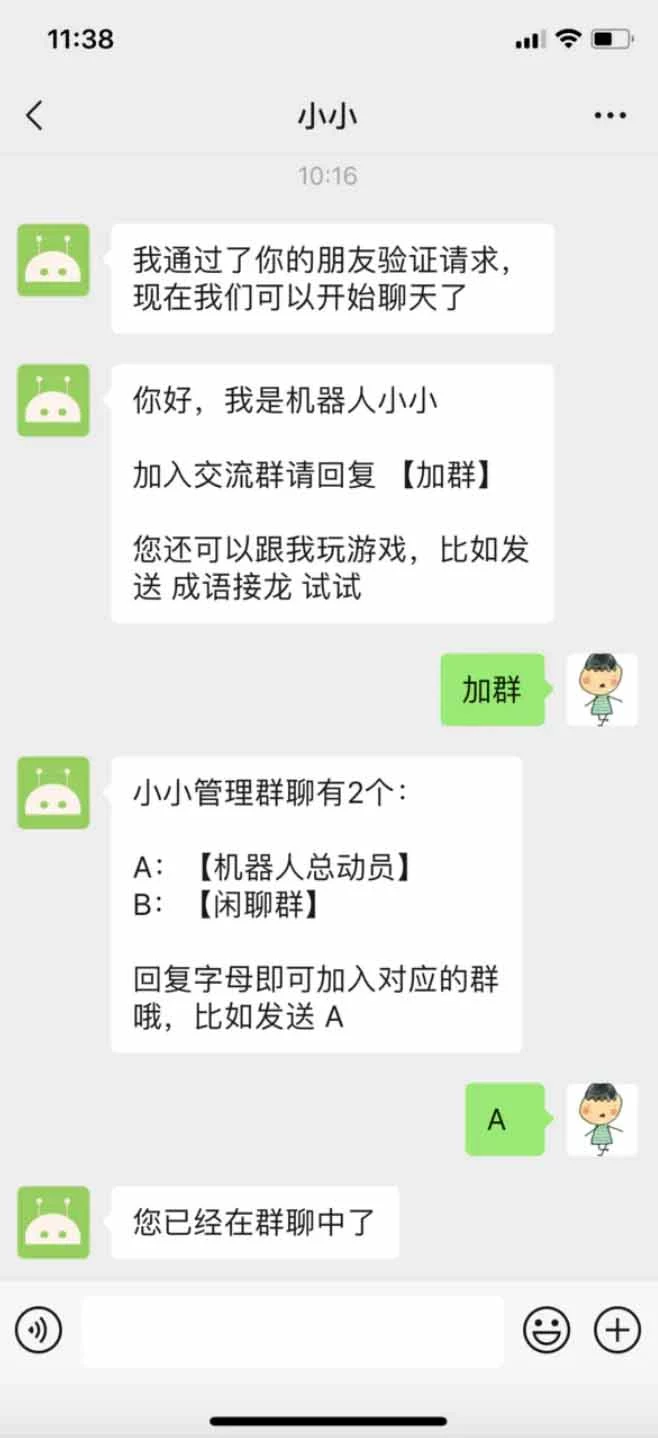 11:38
小小
10:16
我通过了你的朋友验证请求，
现在我们可以开始聊天了
你好，我是机器人小小
加入交流群请回复 【加群】
您还可以跟我玩游戏，比如发
送 成语接龙 试试
加群
小小管理群聊有2个：
A： 【机器人总动员】
B： 【闲聊群】
回复字母即可加入对应的群
哦，比如发送 A
A
您已经在群聊中了